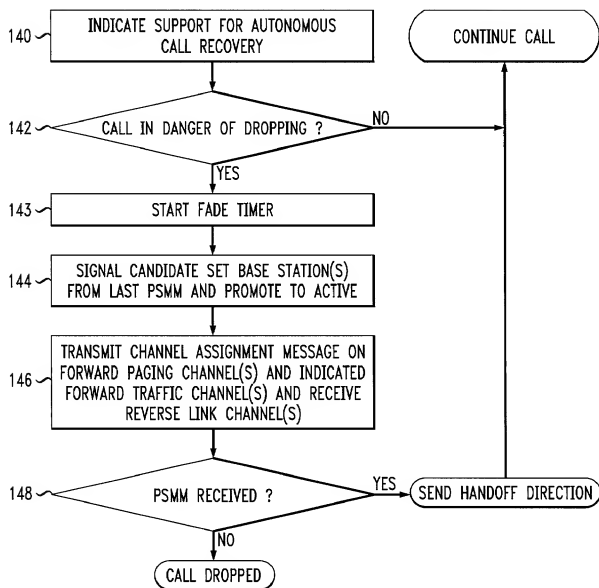 140
INDICATE SUPPORT FOR AUTONOMOUS
CALL RECOVERY
CONTINUE CALL
142
CALL IN DANGER OF DROPPING ?
NO
YES
143
START FADE TIMER
144
SIGNAL CANDIDATE SET BASE STATION(S)
FROM LAST PSMM AND PROMOTE TO ACTIVE
146
TRANSMIT CHANNEL ASSIGNMENT MESSAGE ON
FORWARD PAGING CHANNEL(S) AND INDICATED
FORWARD TRAFFIC CHANNEL(S) AND RECEIVE
REVERSE LINK CHANNEL(S)
148
PSMM RECEIVED ?
YES
SEND HANDOFF DIRECTION
NO
CALL DROPPED